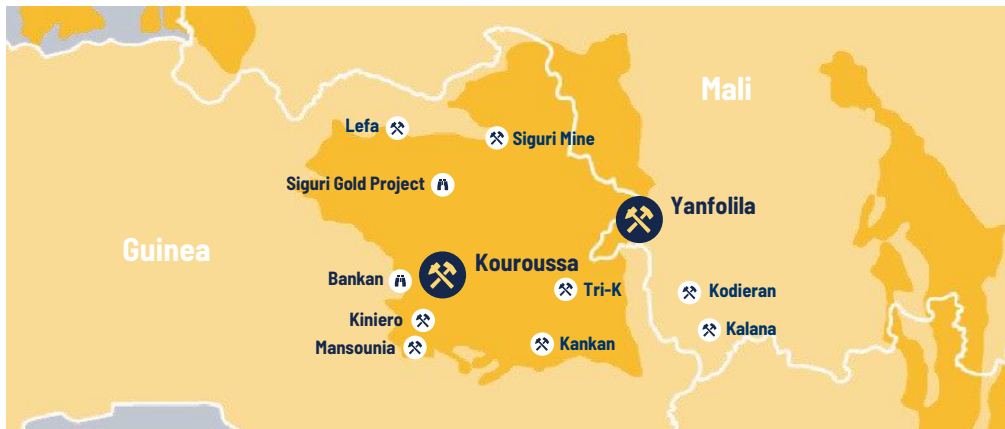 Mali
Lefa
Siguri Mine
Siguri Gold Project
Yanfolila
Guinea
Kouroussa
Bankan
Tri-K
Kodieran
Kiniero
Kalana
Mansounia
Kankan